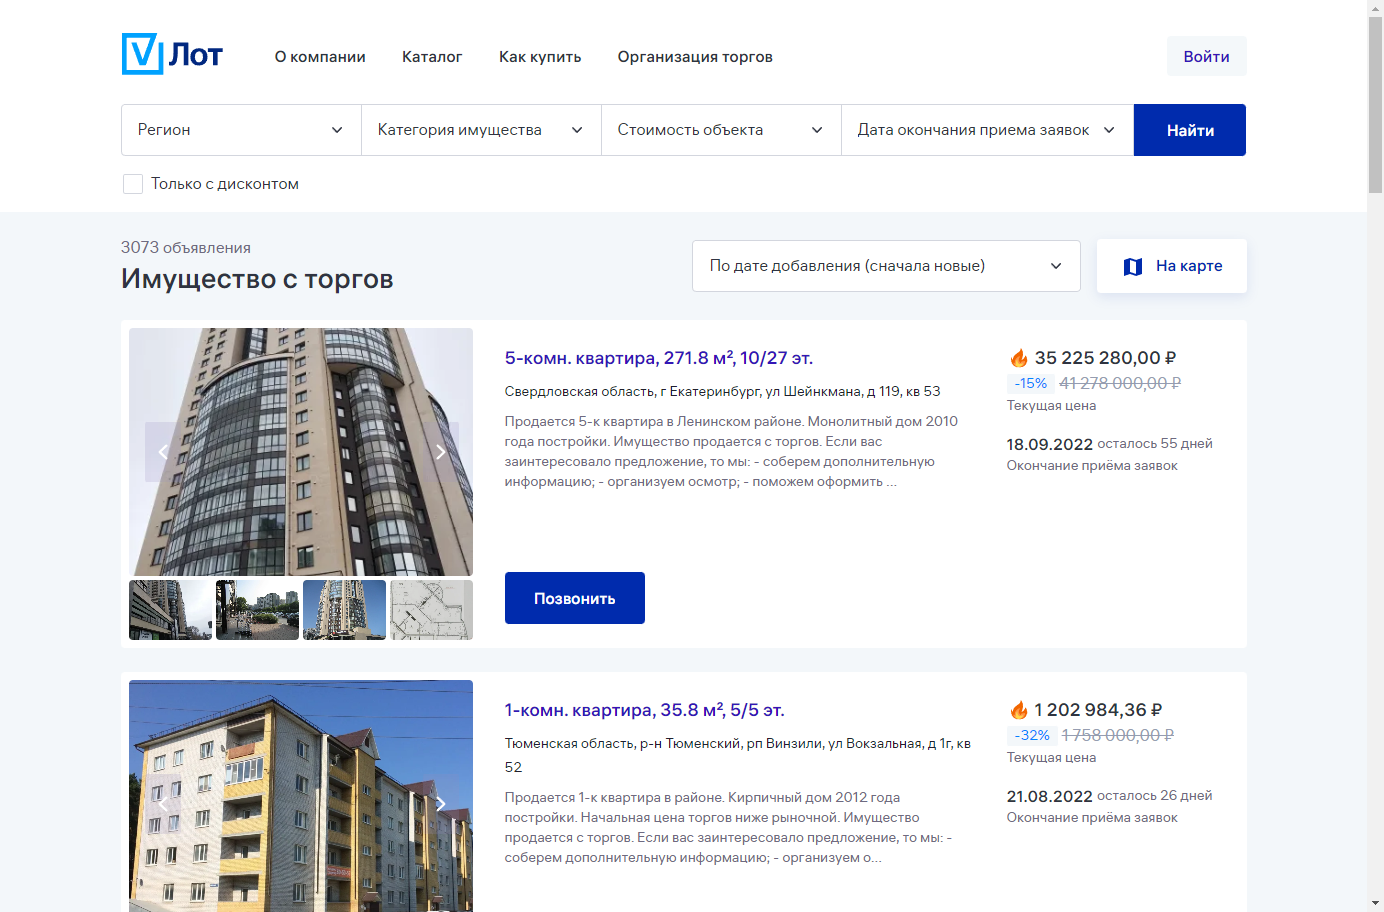 V Лот
О компании
Каталог
Как купить
Организация торгов
Войти
Регион
Категория имущества
Стоимость объекта
Дата окончания приема заявок
Найти
Только с дисконтом
3073 объявления
Имущество с торгов
По дате добавления (сначала новые)
На карте
5-комн. квартира, 271.8 м², 10/27 эт.
Свердловская область, г Екатеринбург, ул Шейнкмана, д 119, кв 53
Продается 5-к квартира в Ленинском районе. Монолитный дом 2010
года постройки. Имущество продается с торгов. Если вас
заинтересовало предложение, то мы: - соберем дополнительную
информацию; - организуем осмотр; - поможем оформить ...
Позвонить
35 225 280,00 ₽
-15% 41 278 000,00 ₽
Текущая цена
18.09.2022 осталось 55 дней
Окончание приёма заявок
1-комн. квартира, 35.8 м², 5/5 эт.
Тюменская область, р-н Тюменский, рп Винзили, ул Вокзальная, д 1г, кв
52
Продается 1-к квартира в районе. Кирпичный дом 2012 года
постройки. Начальная цена торгов ниже рыночной. Имущество
продается с торгов. Если вас заинтересовало предложение, то мы: -
соберем дополнительную информацию; - организуем о...
1 202 984,36 ₽
-32% 1 758 000,00 ₽
Текущая цена
21.08.2022 осталось 26 дней
Окончание приёма заявок